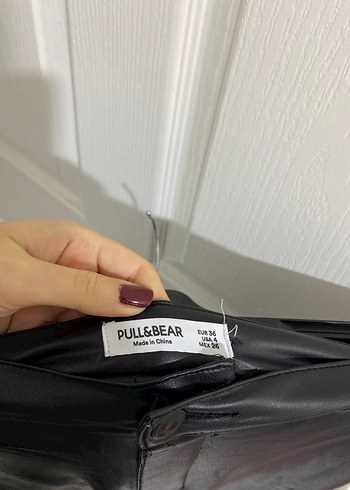 PULL&BEAR
Made in China
EUR 36
USA 4
MEX 26